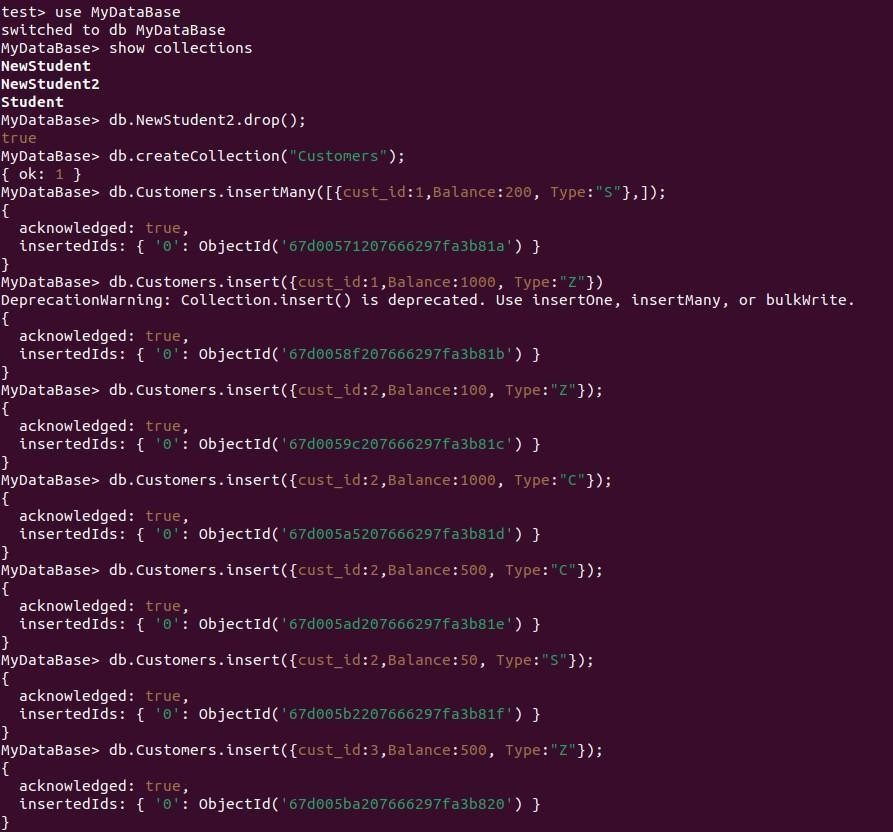 test> use MyDataBase
switched to db MyDataBase
MyDataBase> show collections
NewStudent
NewStudent2
Student
MyDataBase> db.NewStudent2.drop();
true
MyDataBase> db.createCollection("Customers");
{ ok: 1 }
MyDataBase> db.Customers.insertMany([{cust_id:1,Balance:200, Type:"S"},]);
{
  acknowledged: true,
  insertedIds: { '0': ObjectId('67d00571207666297fa3b81a') }
}
MyDataBase> db.Customers.insert({cust_id:1,Balance:1000, Type:"Z"})
DeprecationWarning: Collection.insert() is deprecated. Use insertOne, insertMany, or bulkWrite.
{
  acknowledged: true,
  insertedIds: { '0': ObjectId('67d0058f207666297fa3b81b') }
}
MyDataBase> db.Customers.insert({cust_id:2,Balance:100, Type:"Z"});
{
  acknowledged: true,
  insertedIds: { '0': ObjectId('67d0059c207666297fa3b81c') }
}
MyDataBase> db.Customers.insert({cust_id:2,Balance:1000, Type:"C"});
{
  acknowledged: true,
  insertedIds: { '0': ObjectId('67d005a5207666297fa3b81d') }
}
MyDataBase> db.Customers.insert({cust_id:2,Balance:500, Type:"C"});
{
  acknowledged: true,
  insertedIds: { '0': ObjectId('67d005ad207666297fa3b81e') }
}
MyDataBase> db.Customers.insert({cust_id:2,Balance:50, Type:"S"});
{
  acknowledged: true,
  insertedIds: { '0': ObjectId('67d005b2207666297fa3b81f') }
}
MyDataBase> db.Customers.insert({cust_id:3,Balance:500, Type:"Z"});
{
  acknowledged: true,
  insertedIds: { '0': ObjectId('67d005ba207666297fa3b820') }
}